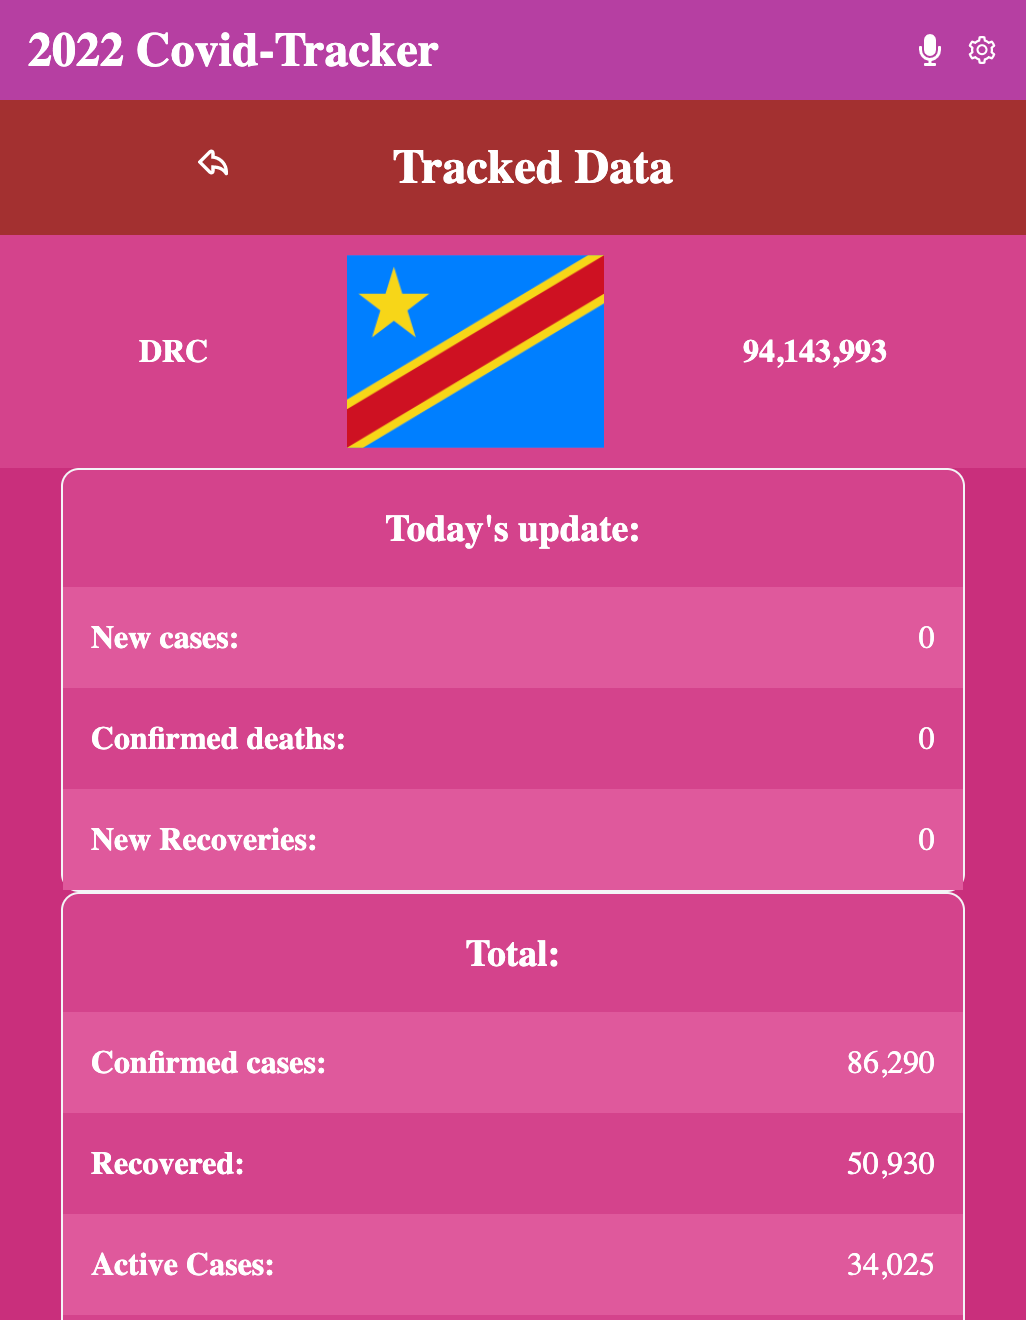 2022 Covid-Tracker
Tracked Data
DRC
94,143,993
Today's update:
New cases: 0
Confirmed deaths: 0
New Recoveries: 0
Total:
Confirmed cases: 86,290
Recovered: 50,930
Active Cases: 34,025